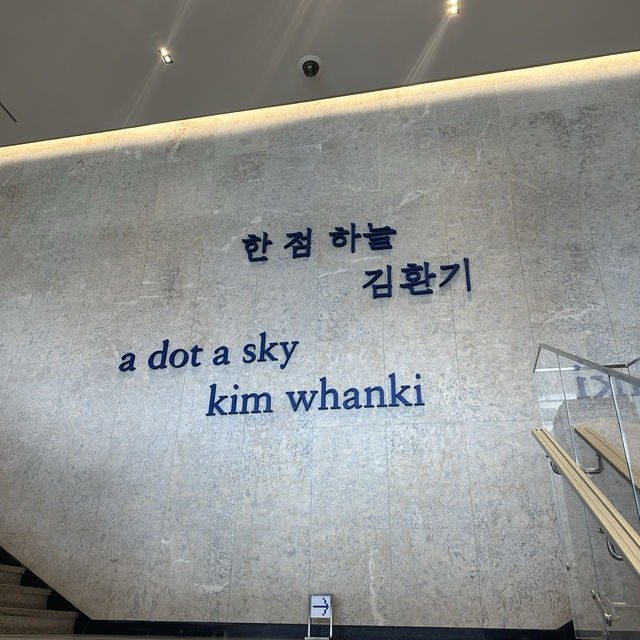 한 점 하늘
김환기
a dot a sky
kim whanki